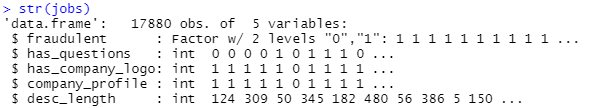 > str(jobs)
'data.frame':   17880 obs. of  5 variables:
 $ fraudulent      : Factor w/ 2 levels "0","1": 1 1 1 1 1 1 1 1 1 1 ...
 $ has_questions   : int  0 0 0 0 1 0 1 1 1 0 ...
 $ has_company_logo: int  1 1 1 1 1 0 1 1 1 1 ...
 $ company_profile : int  1 1 1 1 1 0 1 1 1 1 ...
 $ desc_length     : int  124 309 50 345 182 480 56 386 5 150 ...